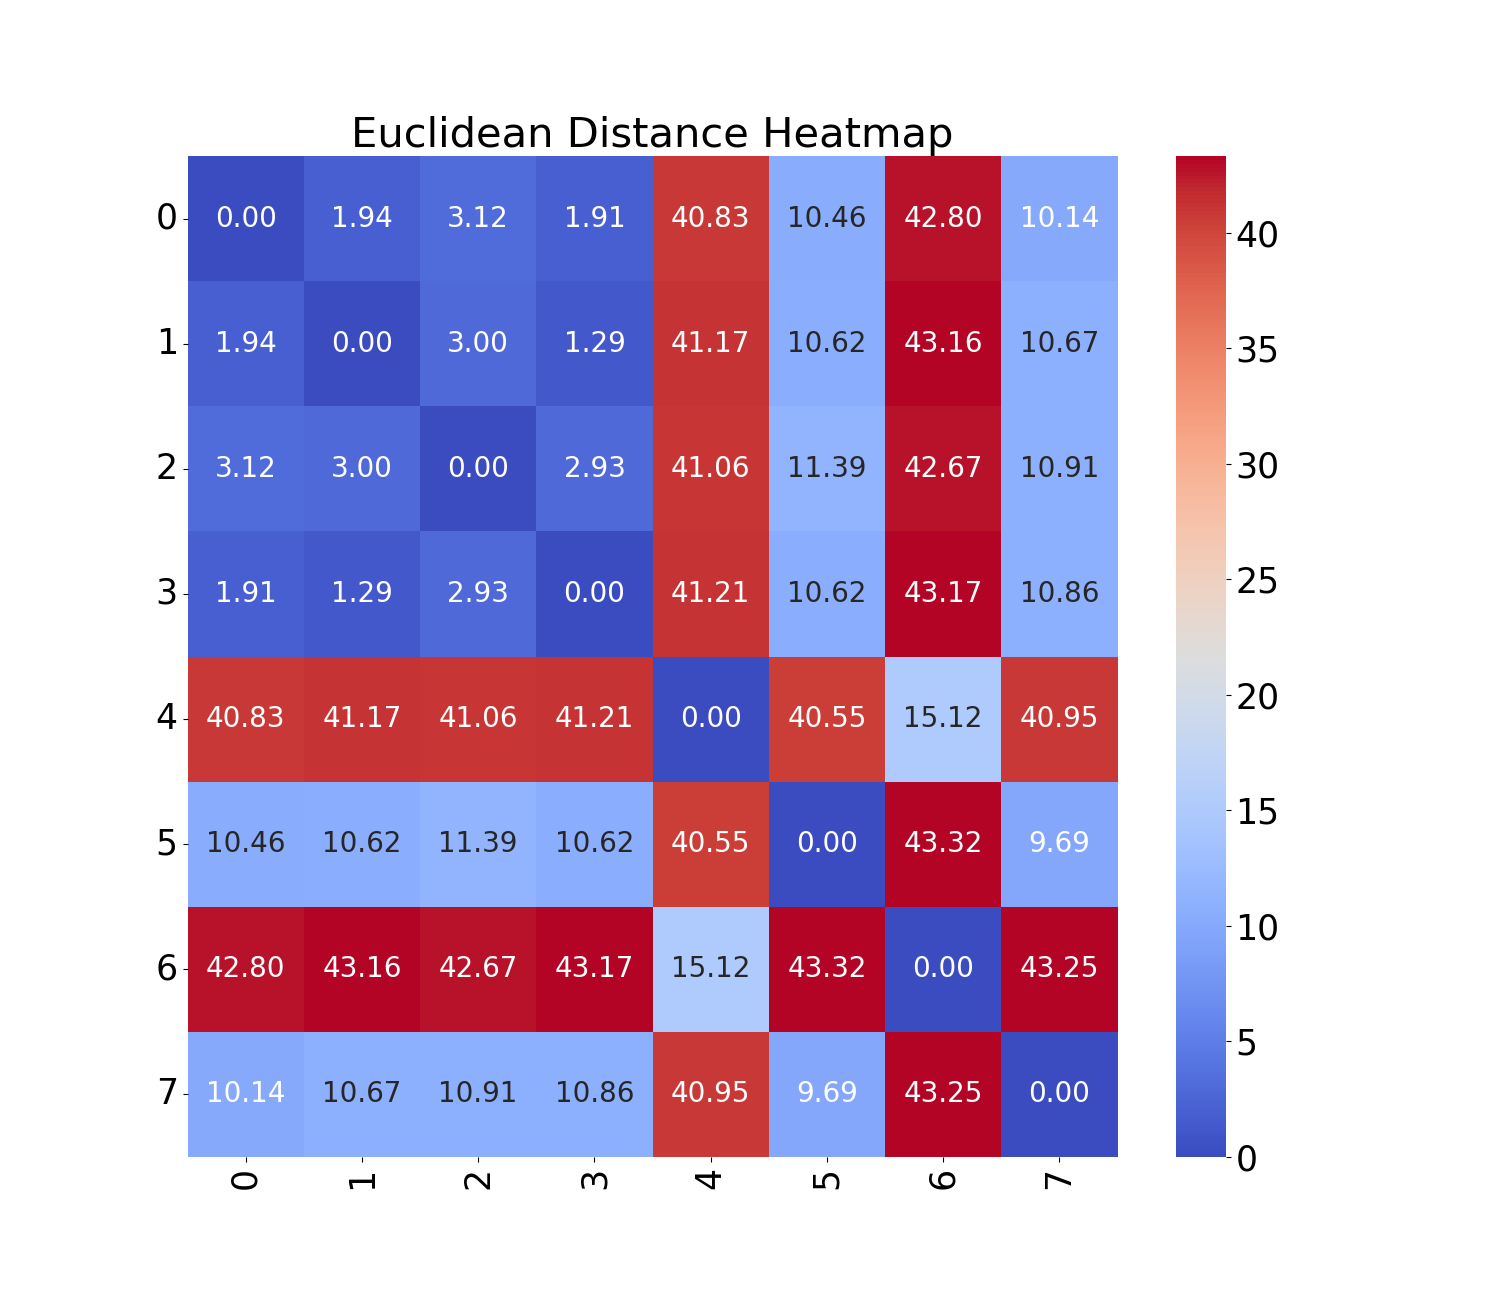 Euclidean Distance Heatmap
0 0.00 1.94 3.12 1.91 40.83 10.46 42.80 10.14
1 1.94 0.00 3.00 1.29 41.17 10.62 43.16 10.67
2 3.12 3.00 0.00 2.93 41.06 11.39 42.67 10.91
3 1.91 1.29 2.93 0.00 41.21 10.62 43.17 10.86
4 40.83 41.17 41.06 41.21 0.00 40.55 15.12 40.95
5 10.46 10.62 11.39 10.62 40.55 0.00 43.32 9.69
6 42.80 43.16 42.67 43.17 15.12 43.32 0.00 43.25
7 10.14 10.67 10.91 10.86 40.95 9.69 43.25 0.00
0 1 2 3 4 5 6 7
40
35
30
25
20
15
10
5
0